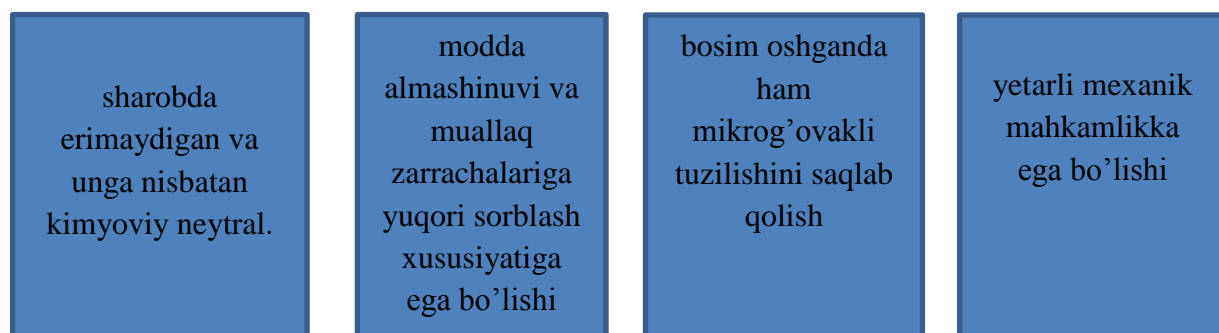 sharobda
erimaydigan va
unga nisbatan
kimyoviy neytral.
modda
almashinuvi va
muallaq
zarrachalariga
yuqori sorblash
xususiyatiga
ega bo’lishi
bosim oshganda
ham
mikrog’ovakli
tuzilishini saqlab
qolish
yetarli mexanik
mahkamlikka
ega bo’lishi